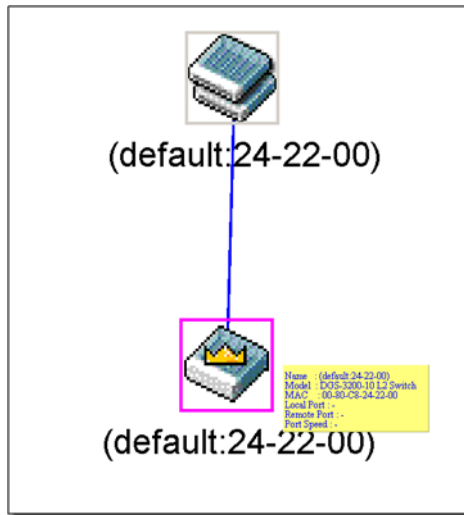 (default:24-22-00)
Name : (default:24-22-00)
Model : DGS-3200-10 L2 Switch
MAC : 00-80-C8-24-22-00
Local Port : -
Remote Port : -
Port Speed : -
(default:24-22-00)